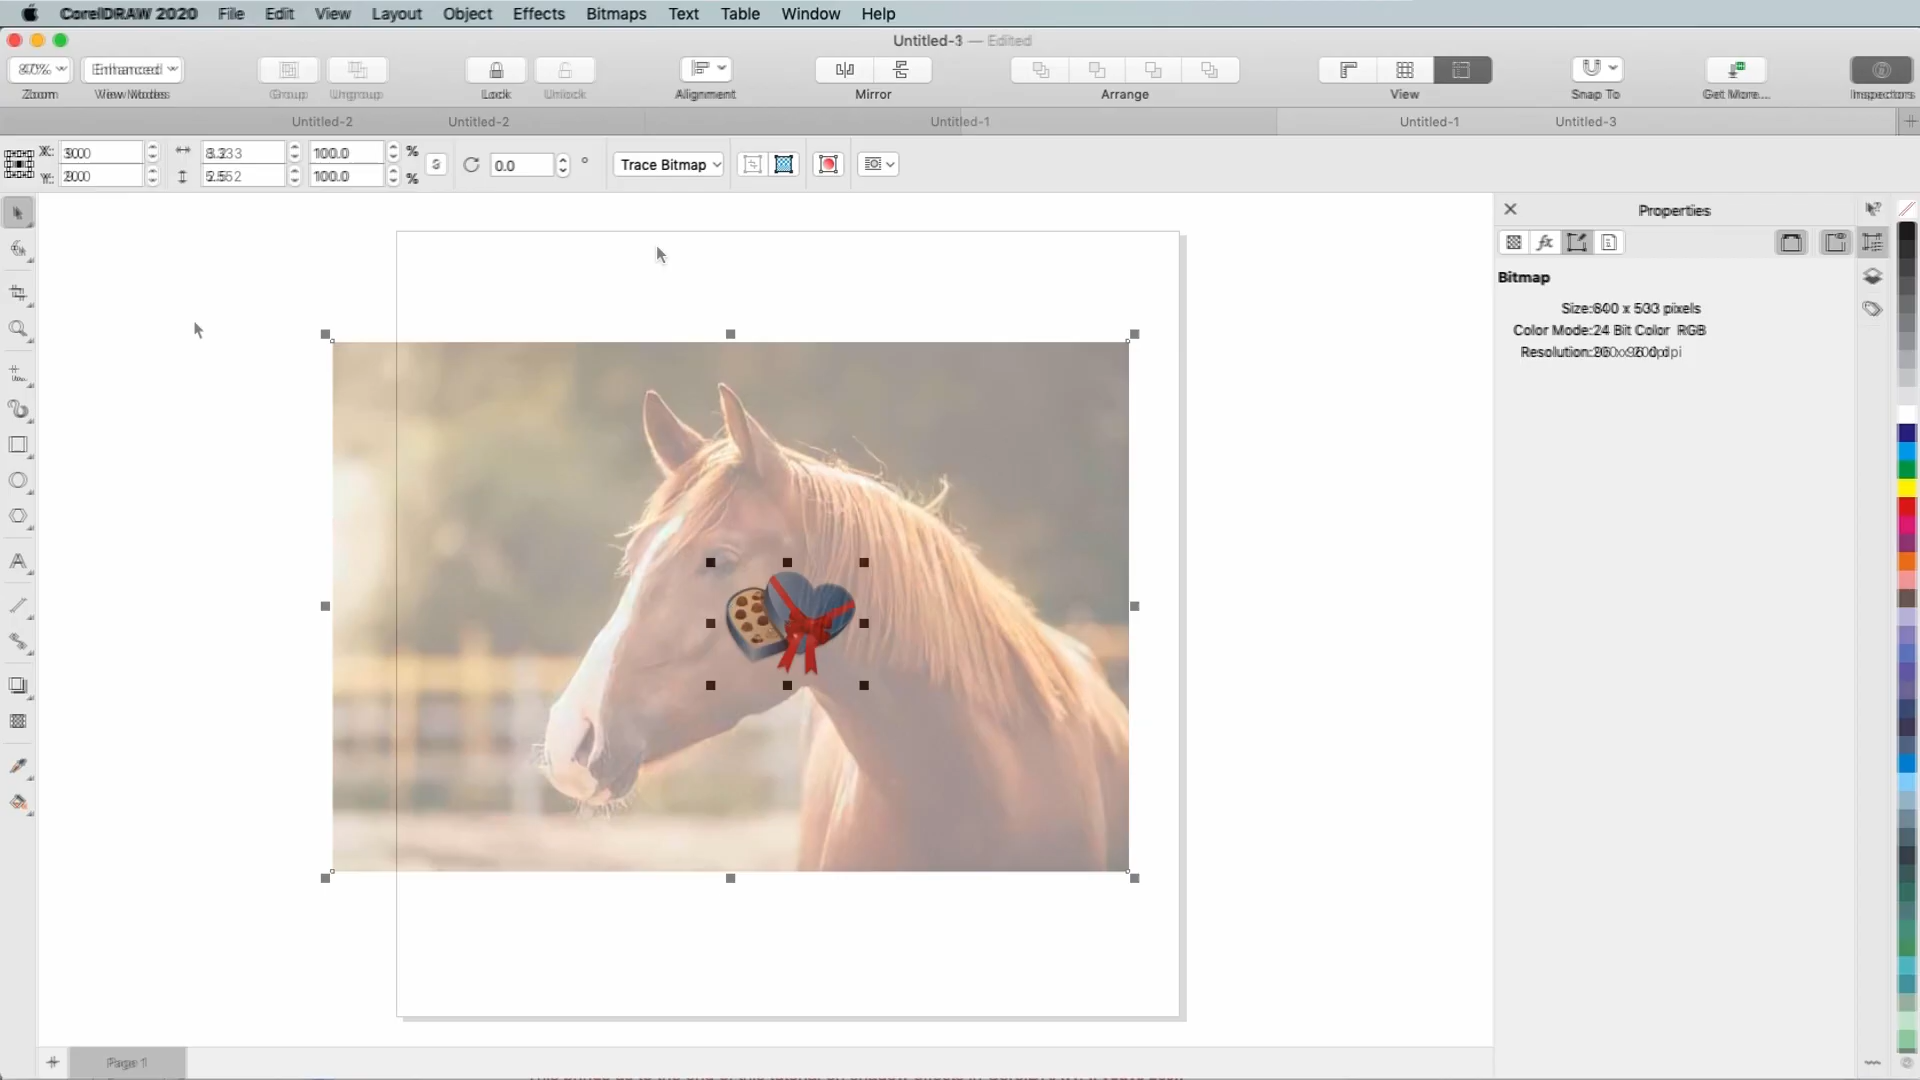 CorelDRAW 2020 File Edit View Layout Object Effects Bitmaps Text Table Window Help
Untitled-3 — Edited
Enhanced
Zoom View Modes Group Ungroup Lock Unlock Alignment Mirror Arrange View Snap To Get More... Inspectors
Untitled-2 Untitled-2 Untitled-1 Untitled-1 Untitled-3
X: 100.0 %
Y: 100.0 %
0.0 °
Trace Bitmap
Properties
Bitmap
Size: x 533 pixels
Color Mode: 24 Bit Color RGB
Resolution:
Page 1